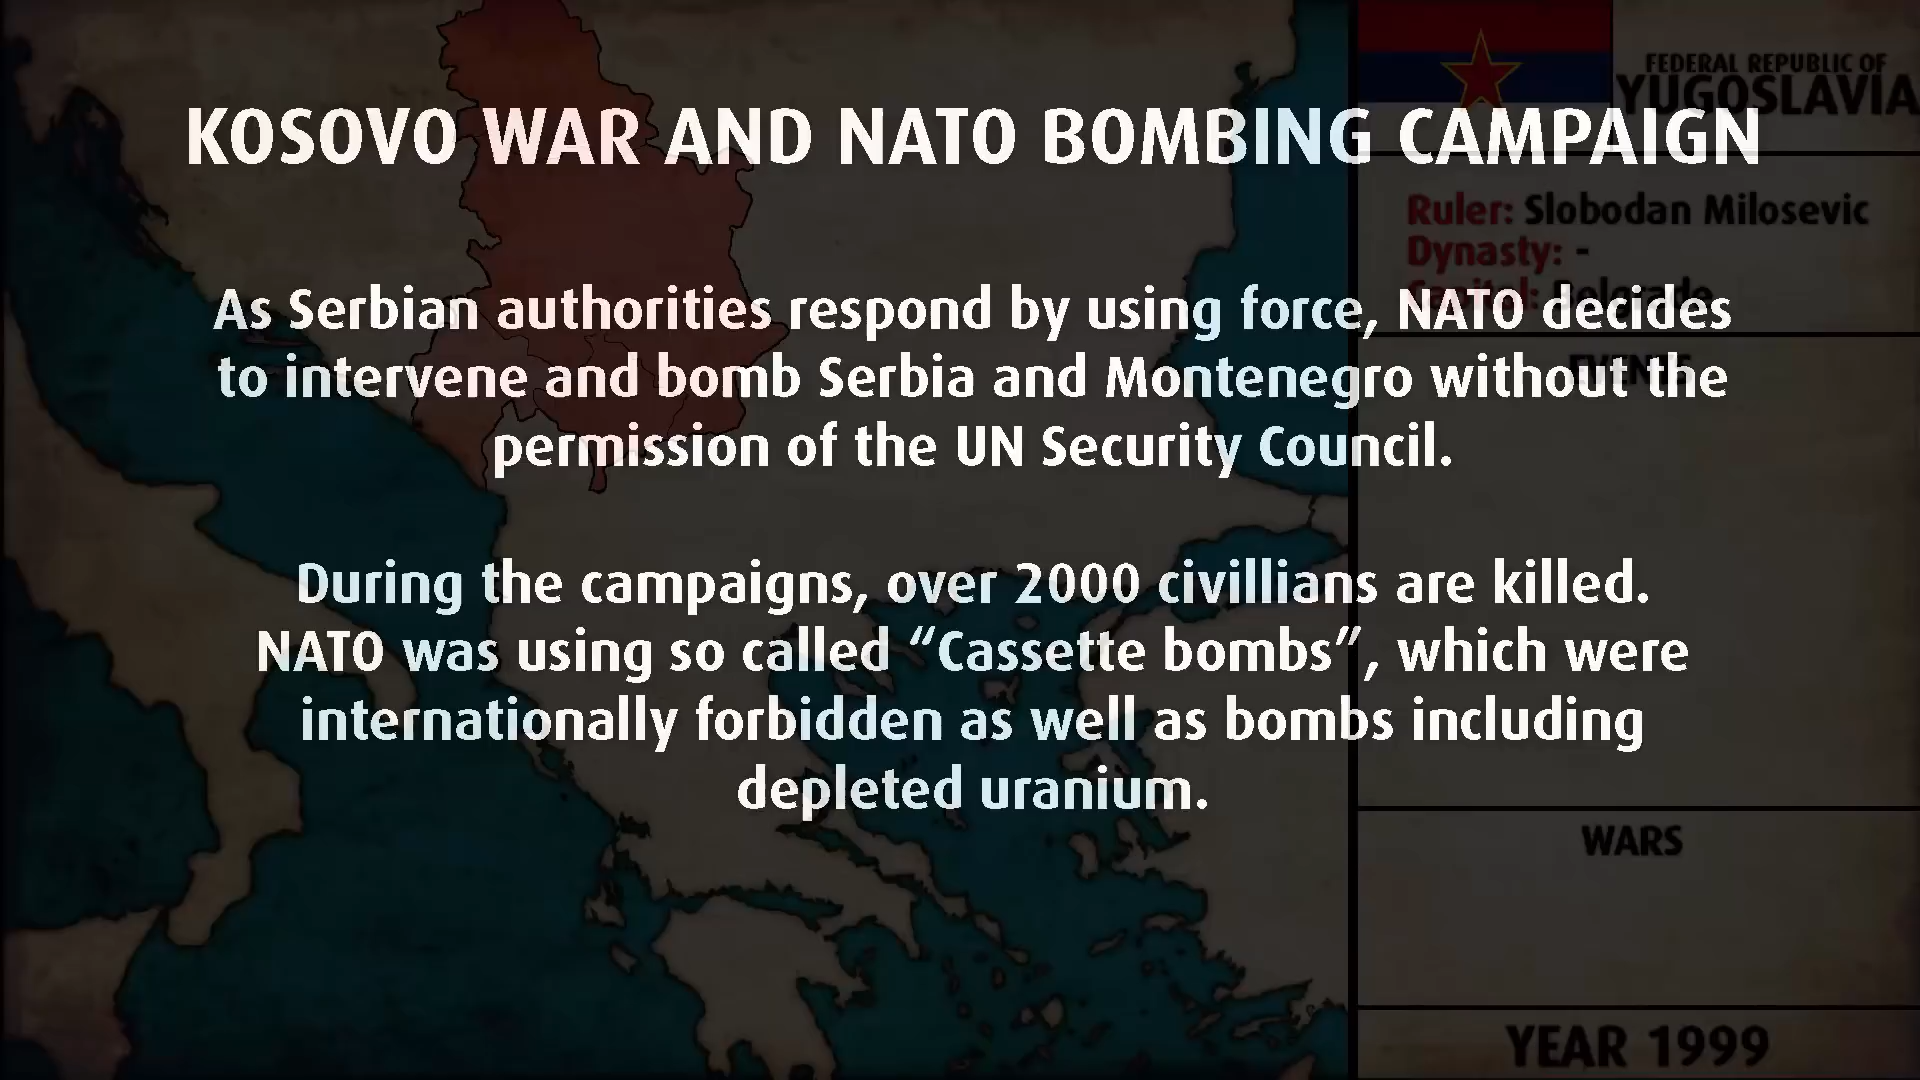 KOSOVO WAR AND NATO BOMBING CAMPAIGN
As Serbian authorities respond by using force, NATO decides
to intervene and bomb Serbia and Montenegro without the
permission of the UN Security Council.
During the campaigns, over 2000 civillians are killed.
NATO was using so called “Cassette bombs”, which were
internationally forbidden as well as bombs including
depleted uranium.
FEDERAL REPUBLIC OF
YUGOSLAVIA
Ruler: Slobodan Milosevic
Dynasty: -
Capitol: Belgrade
EVENTS
WARS
YEAR 1999